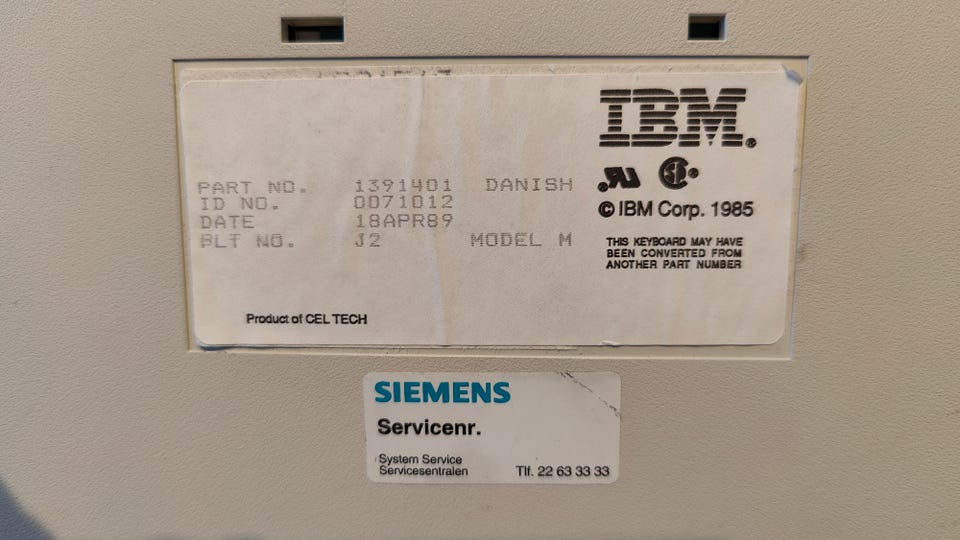 IBM®
PART NO. 1391401 DANISH
ID NO. 0071012
DATE 18APR89
PLT NO. J2 MODEL M
© IBM Corp. 1985
THIS KEYBOARD MAY HAVE
BEEN CONVERTED FROM
ANOTHER PART NUMBER
Product of CEL TECH
SIEMENS
Servicenr.
System Service
Servicesentralen Tlf. 22 63 33 33